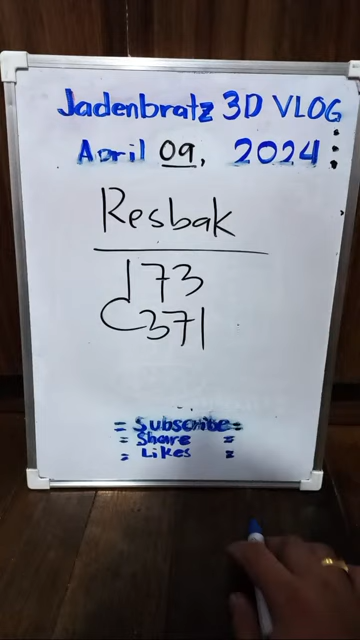 Jadenbratz 3D VLOG
April 09, 2024
Resbak
173
C371
= Subscribe =
= Share =
= Likes =